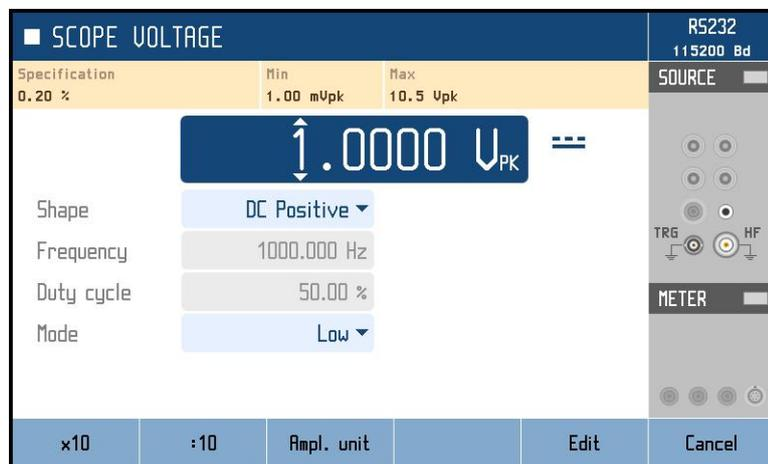 SCOPE VOLTAGE
RS232
115200 Bd
Specification Min Max
0.20 % 1.00 mVpk 10.5 Vpk
SOURCE
1.0000 VPK
Shape DC Positive
Frequency 1000.000 Hz
TRG HF
Duty cycle 50.00 %
METER
Mode Low
x10 :10 Ampl. unit Edit Cancel